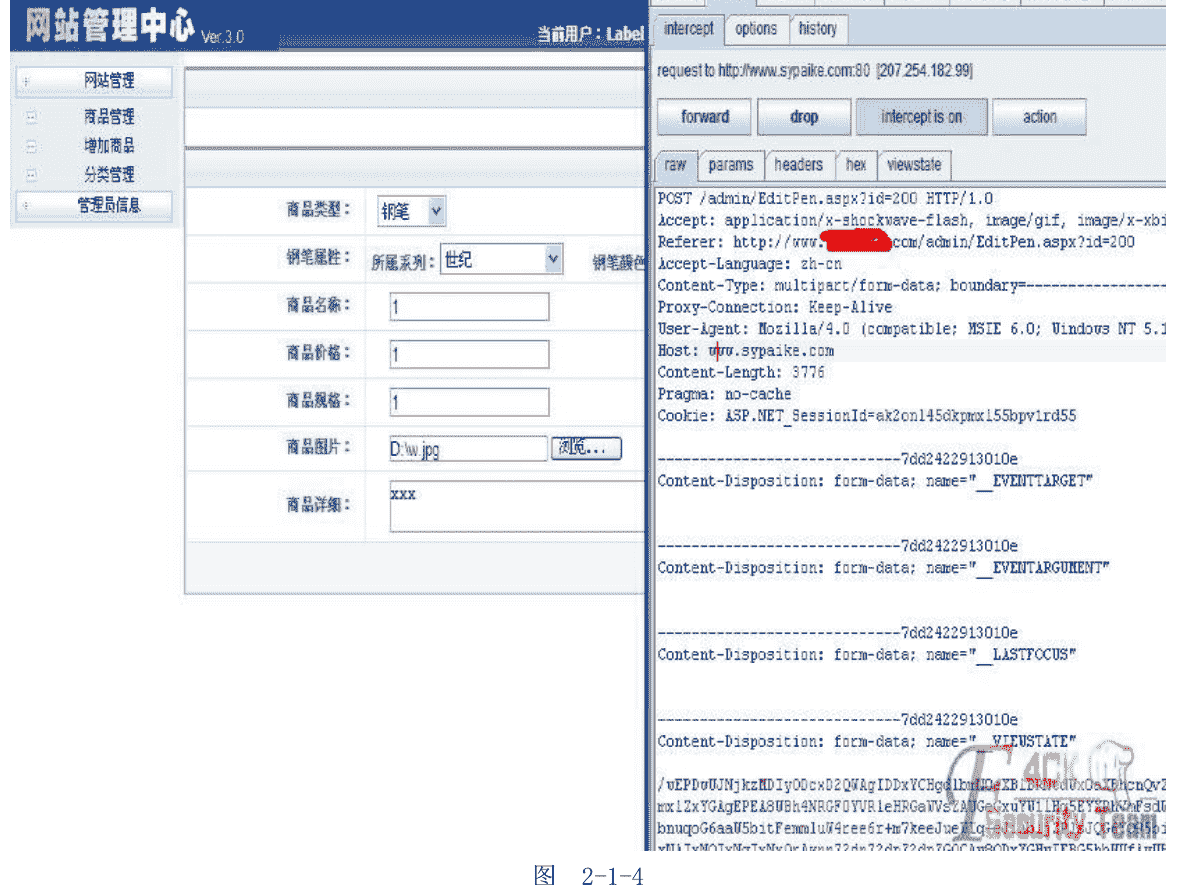 网站管理中心 Ver.3.0
当前用户：Label
网站管理
商品管理
增加商品
分类管理
管理员信息
商品类型： 钢笔
钢笔属性： 所属系列： 世纪 钢笔颜色
商品名称： 1
商品价格： 1
商品规格： 1
商品图片： D:\w.jpg 浏览...
商品详细： xxx
intercept options history
request to http://www.sypaike.com:80 [207.254.182.99]
forward drop intercept is on action
raw params headers hex viewstate
POST /admin/EditPen.aspx?id=200 HTTP/1.0
Accept: application/x-shockwave-flash, image/gif, image/x-xbi
Referer: http://www. com/admin/EditPen.aspx?id=200
Accept-Language: zh-cn
Content-Type: multipart/form-data; boundary=-----------------
Proxy-Connection: Keep-Alive
User-Agent: Mozilla/4.0 (compatible; MSIE 6.0; Windows NT 5.1
Host: www.sypaike.com
Content-Length: 3776
Pragma: no-cache
Cookie: ASP.NET_SessionId=ak2onl45dkpmxl55bpv1rd55
-----------------------------7dd2422913010e
Content-Disposition: form-data; name="__EVENTTARGET"
-----------------------------7dd2422913010e
Content-Disposition: form-data; name="__EVENTARGUMENT"
-----------------------------7dd2422913010e
Content-Disposition: form-data; name="__LASTFOCUS"
-----------------------------7dd2422913010e
Content-Disposition: form-data; name="__VIEWSTATE"
Security Team
图 2-1-4